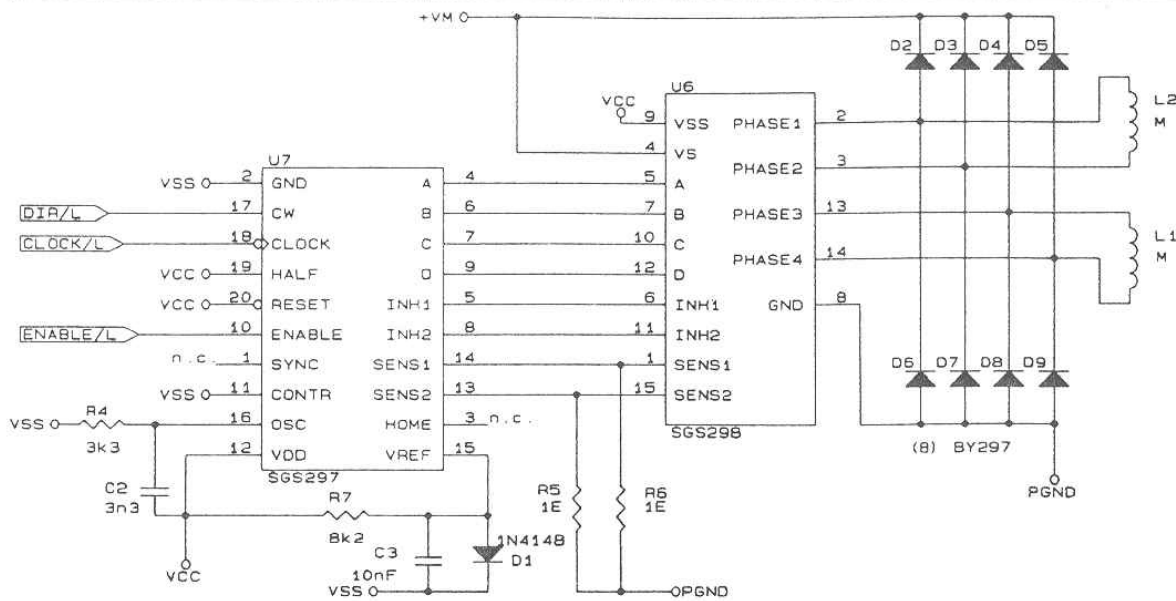 +VM
D2 D3 D4 D5
U6
VCC
9 VSS PHASE1 2
4 VS
PHASE2 3
L2
M
U7
VSS 2 GND A 4 5 A
DIR/L 17 CW B 6 7 B PHASE3 13
CLOCK/L 18 CLOCK C 7 10 C
PHASE4 14
L1
M
VCC 19 HALF D 9 12 D
VCC 20 RESET INH1 5 6 INH1 GND 8
ENABLE/L 10 ENABLE INH2 8 11 INH2
n.c. 1 SYNC SENS1 14 1 SENS1
D6 D7 D8 D9
VSS 11 CONTR SENS2 13 15 SENS2
R4
VSS 16 OSC HOME 3 n.c.
3k3
SGS298
(8) BY297
12 VDD VREF 15
SGS297
C2
3n3
R7
8k2
R5
1E
R6
1E
PGND
1N4148
D1
C3
10nF
VCC
VSS
PGND